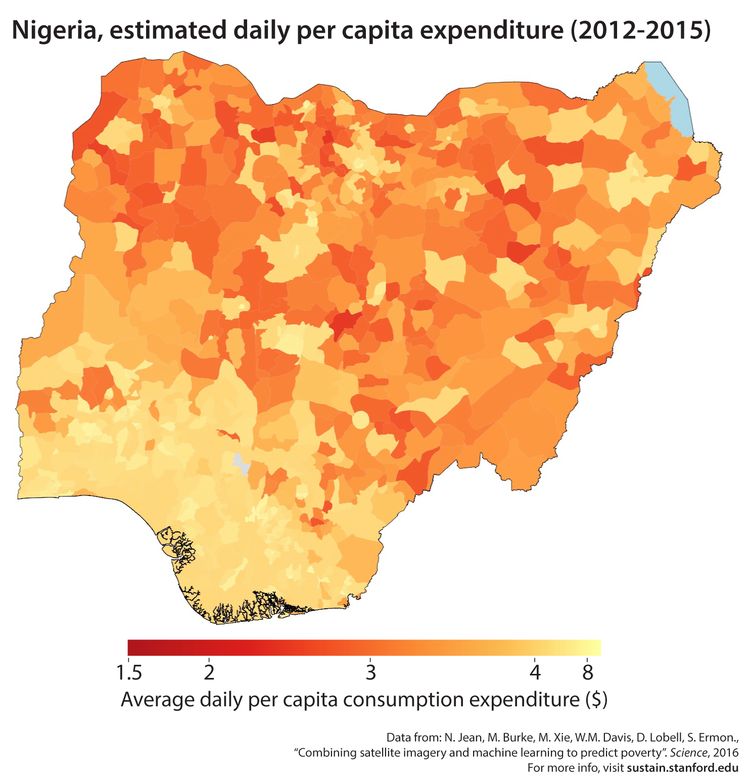 Nigeria, estimated daily per capita expenditure (2012-2015)
1.5 2 3 4 8
Average daily per capita consumption expenditure ($)
Data from: N. Jean, M. Burke, M. Xie, W.M. Davis, D. Lobell, S. Ermon.,
“Combining satellite imagery and machine learning to predict poverty”. Science, 2016
For more info, visit sustain.stanford.edu